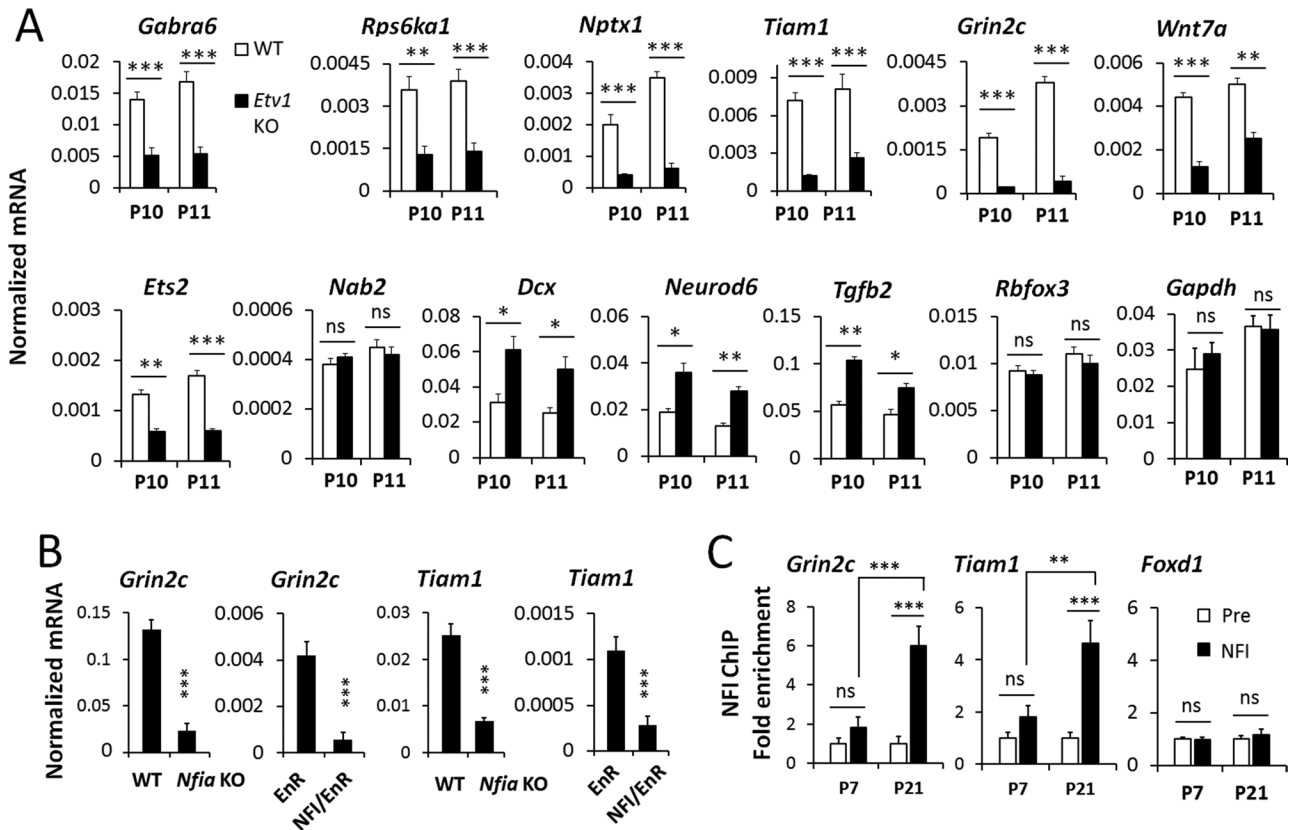 A
Gabra6
Rps6ka1
Nptx1
Tiam1
Grin2c
Wnt7a
WT
Etv1
KO
Normalized mRNA
0.02
0.015
0.01
0.005
0
*** ***
P10 P11
0.0045
0.003
0.0015
0
** ***
P10 P11
0.004
0.003
0.002
0.001
0
*** ***
P10 P11
0.009
0.006
0.003
0
*** ***
P10 P11
0.0045
0.003
0.0015
0
*** ***
P10 P11
0.006
0.004
0.002
0
*** **
P10 P11
Ets2
0.003
0.002
0.001
0
** ***
P10 P11
Nab2
0.0006
0.0004
0.0002
0
ns ns
P10 P11
Dcx
0.08
0.06
0.04
0.02
0
* *
P10 P11
Neurod6
0.06
0.04
0.02
0
* **
P10 P11
Tgfb2
0.15
0.1
0.05
0
** *
P10 P11
Rbfox3
0.015
0.01
0.005
0
ns ns
P10 P11
Gapdh
0.04
0.03
0.02
0.01
0
ns ns
P10 P11
B
Normalized mRNA
Grin2c
0.15
0.1
0.05
0
***
WT Nfia KO
Grin2c
0.006
0.004
0.002
0
***
EnR NFI/EnR
Tiam1
0.03
0.02
0.01
0
***
WT Nfia KO
Tiam1
0.0015
0.001
0.0005
0
***
EnR NFI/EnR
C
NFI ChIP
Fold enrichment
Grin2c
8
6
4
2
0
***
ns ***
P7 P21
Tiam1
6
4
2
0
**
ns ***
P7 P21
Foxd1
6
4
2
0
Pre
NFI
ns ns
P7 P21